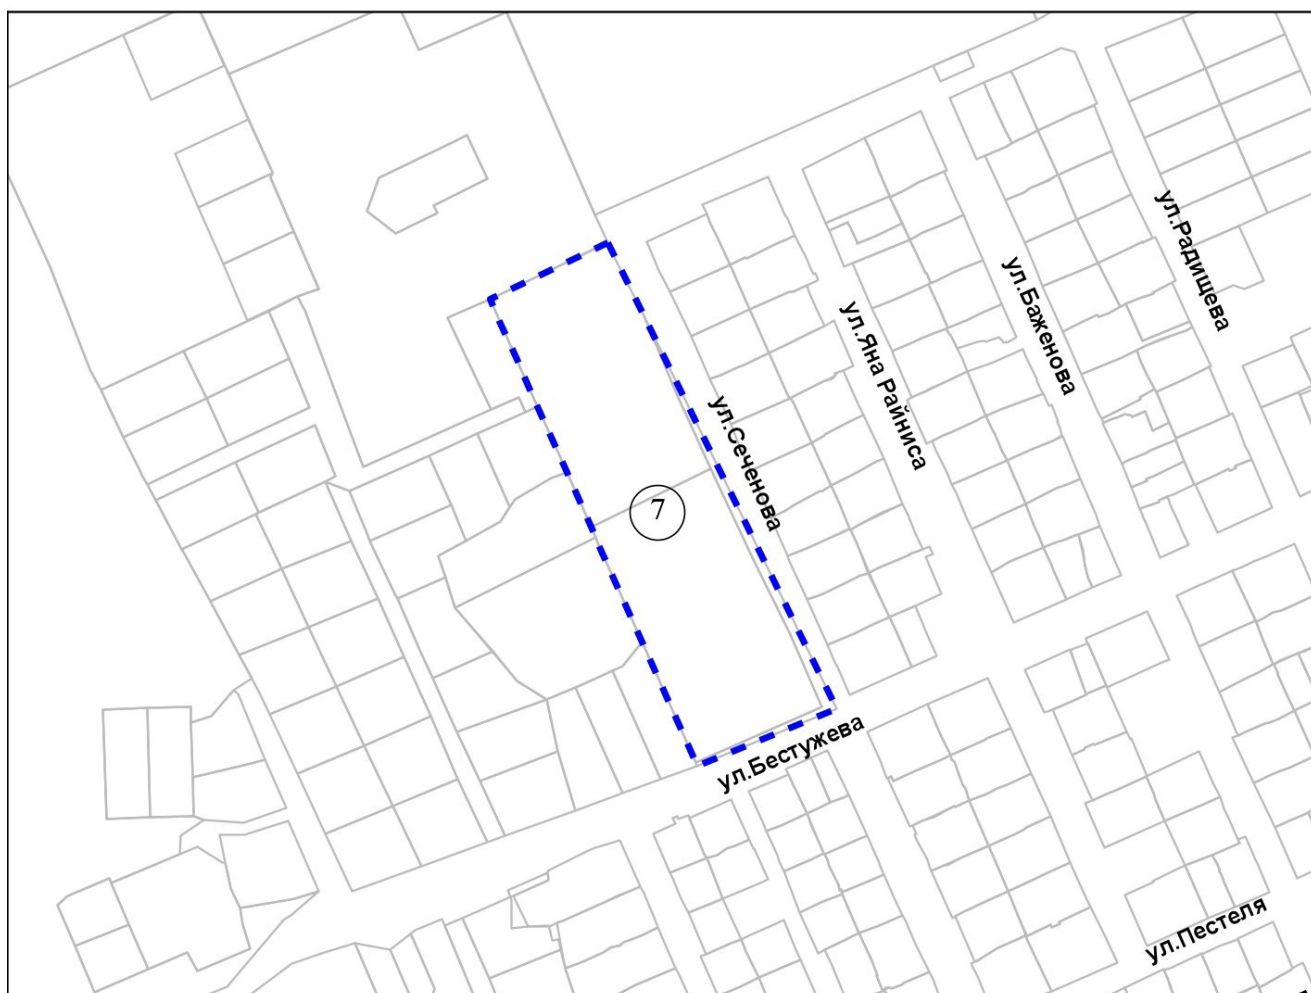 ул.Радищева
ул.Баженова
ул.Яна Райниса
ул.Сеченова
7
ул.Бестужева
ул.Пестеля